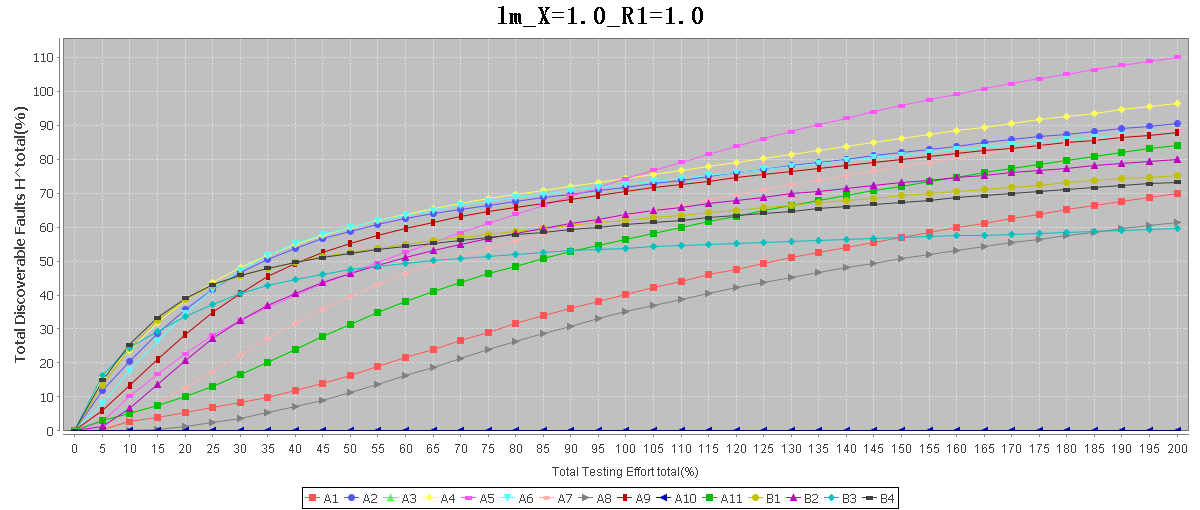 lm_X=1.0_R1=1.0
Total Discoverable Faults H^total(%)
110
100
90
80
70
60
50
40
30
20
10
0
0 5 10 15 20 25 30 35 40 45 50 55 60 65 70 75 80 85 90 95 100 105 110 115 120 125 130 135 140 145 150 155 160 165 170 175 180 185 190 195 200
Total Testing Effort total(%)
A1 A2 A3 A4 A5 A6 A7 A8 A9 A10 A11 B1 B2 B3 B4